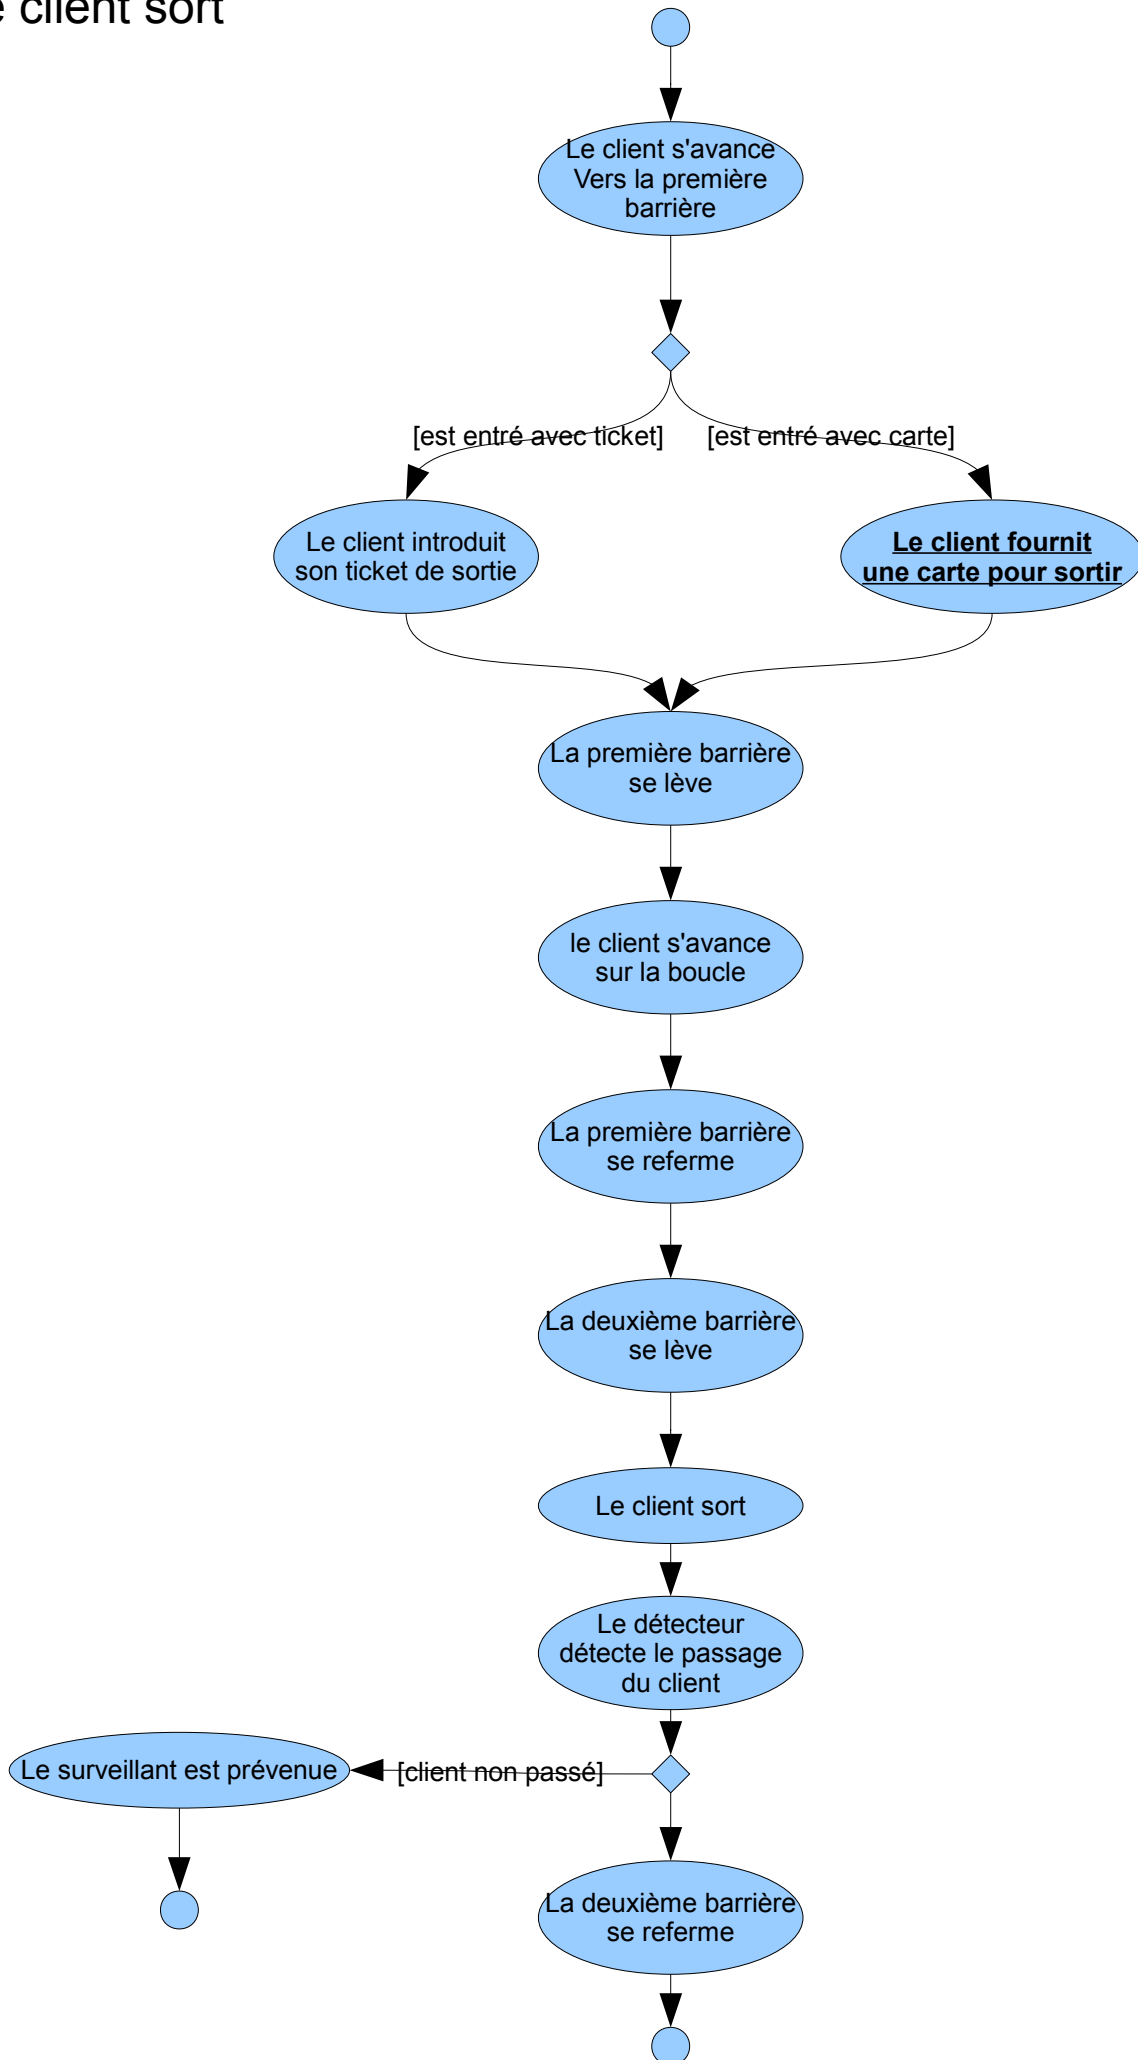 client sort
Le client s'avance
Vers la première
barrière
[est entré avec ticket]
[est entré avec carte]
Le client introduit
son ticket de sortie
Le client fournit
une carte pour sortir
La première barrière
se lève
le client s'avance
sur la boucle
La première barrière
se referme
La deuxième barrière
se lève
Le client sort
Le détecteur
détecte le passage
du client
Le surveillant est prévenue
[client non passé]
La deuxième barrière
se referme